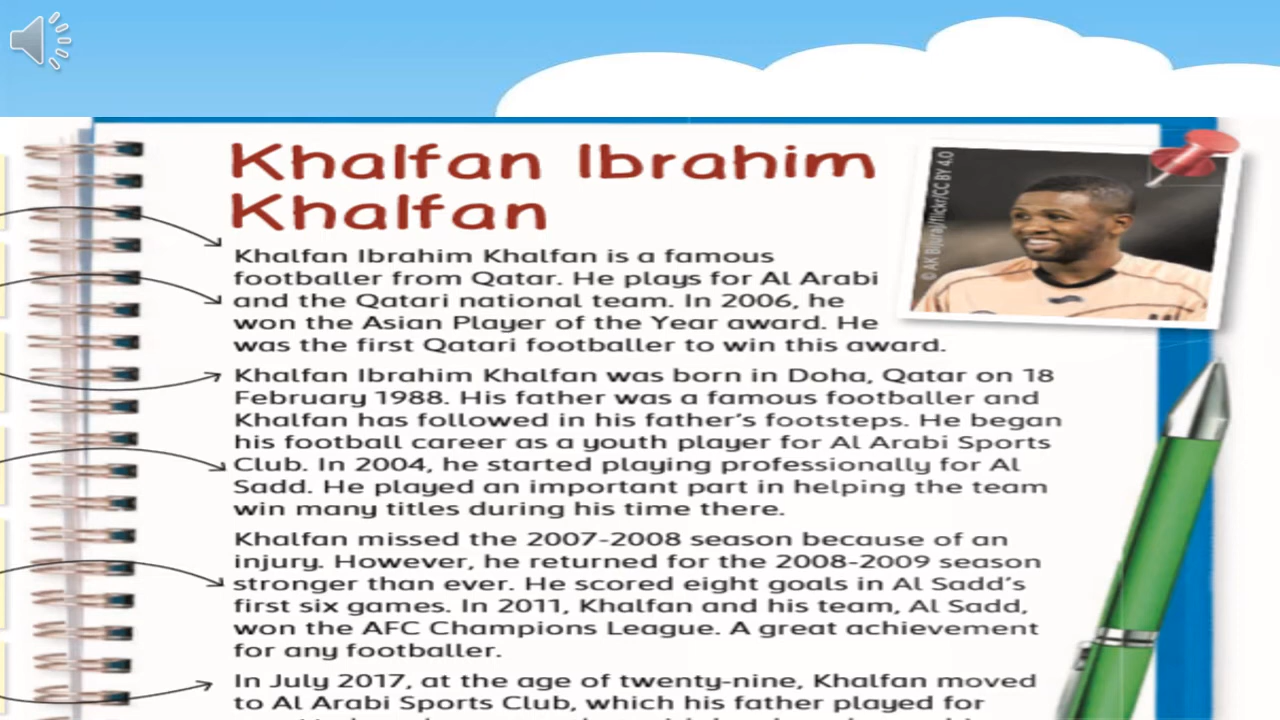 Khalfan Ibrahim
Khalfan
© AK Bijuraj/flickr/CC BY 4.0
Khalfan Ibrahim Khalfan is a famous
footballer from Qatar. He plays for Al Arabi
and the Qatari national team. In 2006, he
won the Asian Player of the Year award. He
was the first Qatari footballer to win this award.
Khalfan Ibrahim Khalfan was born in Doha, Qatar on 18
February 1988. His father was a famous footballer and
Khalfan has followed in his father's footsteps. He began
his football career as a youth player for Al Arabi Sports
Club. In 2004, he started playing professionally for Al
Sadd. He played an important part in helping the team
win many titles during his time there.
Khalfan missed the 2007-2008 season because of an
injury. However, he returned for the 2008-2009 season
stronger than ever. He scored eight goals in Al Sadd's
first six games. In 2011, Khalfan and his team, Al Sadd,
won the AFC Champions League. A great achievement
for any footballer.
In July 2017, at the age of twenty-nine, Khalfan moved
to Al Arabi Sports Club, which his father played for